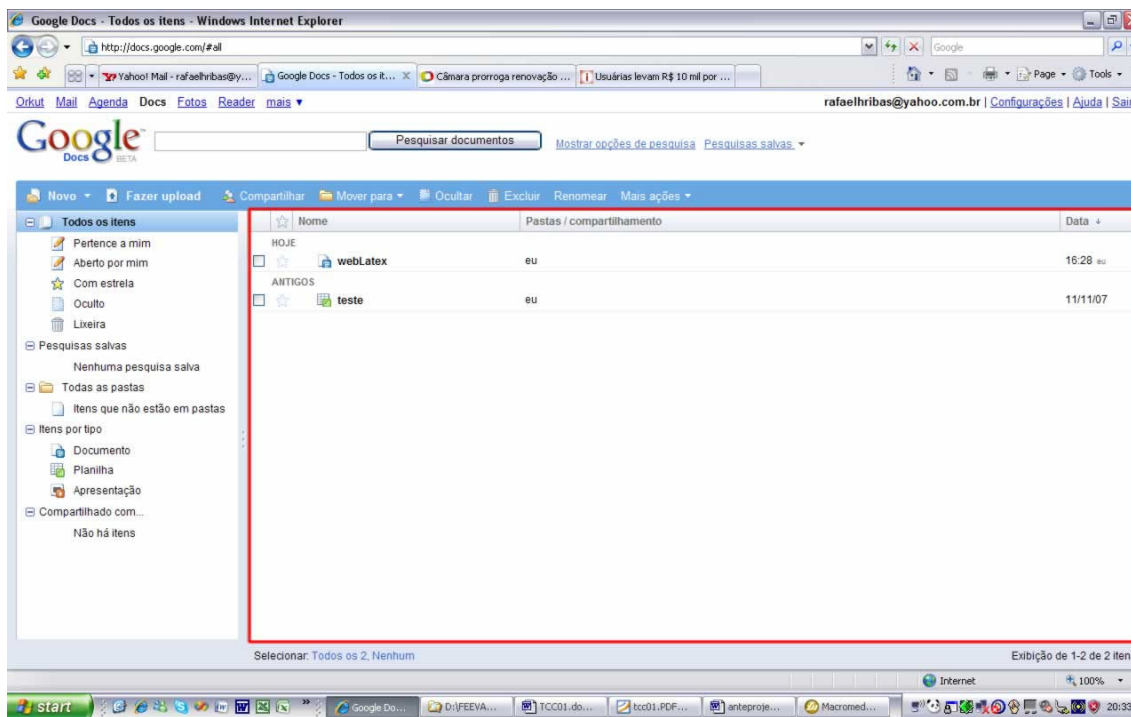 Google Docs - Todos os itens - Windows Internet Explorer
http://docs.google.com/#all
Google
Yahoo! Mail - rafaelhribas@y...
Google Docs - Todos os it...
Câmara prorroga renovação ...
Usuárias levam R$ 10 mil por ...
Page
Tools
Orkut Mail Agenda Docs Fotos Reader mais
rafaelhribas@yahoo.com.br | Configurações | Ajuda | Sair
Google
Docs BETA
Pesquisar documentos
Mostrar opções de pesquisa Pesquisas salvas
Novo Fazer upload Compartilhar Mover para Ocultar Excluir Renomear Mais ações
Todos os itens
Pertence a mim
Aberto por mim
Com estrela
Oculto
Lixeira
Pesquisas salvas
Nenhuma pesquisa salva
Todas as pastas
Itens que não estão em pastas
Itens por tipo
Documento
Planilha
Apresentação
Compartilhado com...
Não há itens
Nome Pastas / compartilhamento Data
HOJE
webLatex eu 16:28 eu
ANTIGOS
teste eu 11/11/07
Selecionar: Todos os 2, Nenhum
Exibição de 1-2 de 2 iten
Internet 100%
start
Google Do...
D:\FEEVA...
TCC01.do...
tcc01.PDF...
anteproje...
Macromed...
20:33